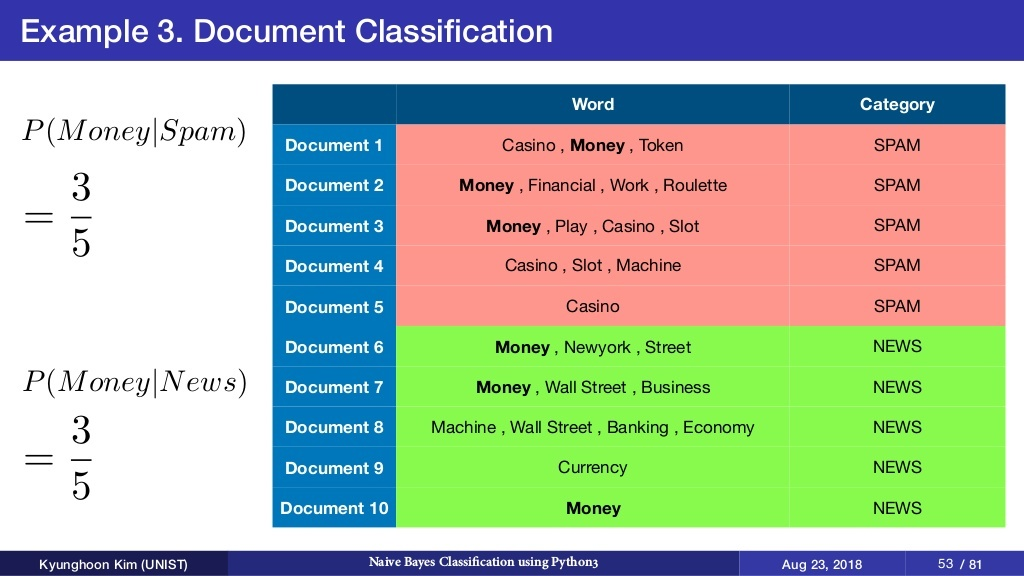 Example 3. Document Classification
P(Money|Spam)
= 3/5
P(Money|News)
= 3/5
Word Category
Document 1 Casino , Money , Token SPAM
Document 2 Money , Financial , Work , Roulette SPAM
Document 3 Money , Play , Casino , Slot SPAM
Document 4 Casino , Slot , Machine SPAM
Document 5 Casino SPAM
Document 6 Money , Newyork , Street NEWS
Document 7 Money , Wall Street , Business NEWS
Document 8 Machine , Wall Street , Banking , Economy NEWS
Document 9 Currency NEWS
Document 10 Money NEWS
Kyunghoon Kim (UNIST) Naive Bayes Classification using Python3 Aug 23, 2018 53 / 81